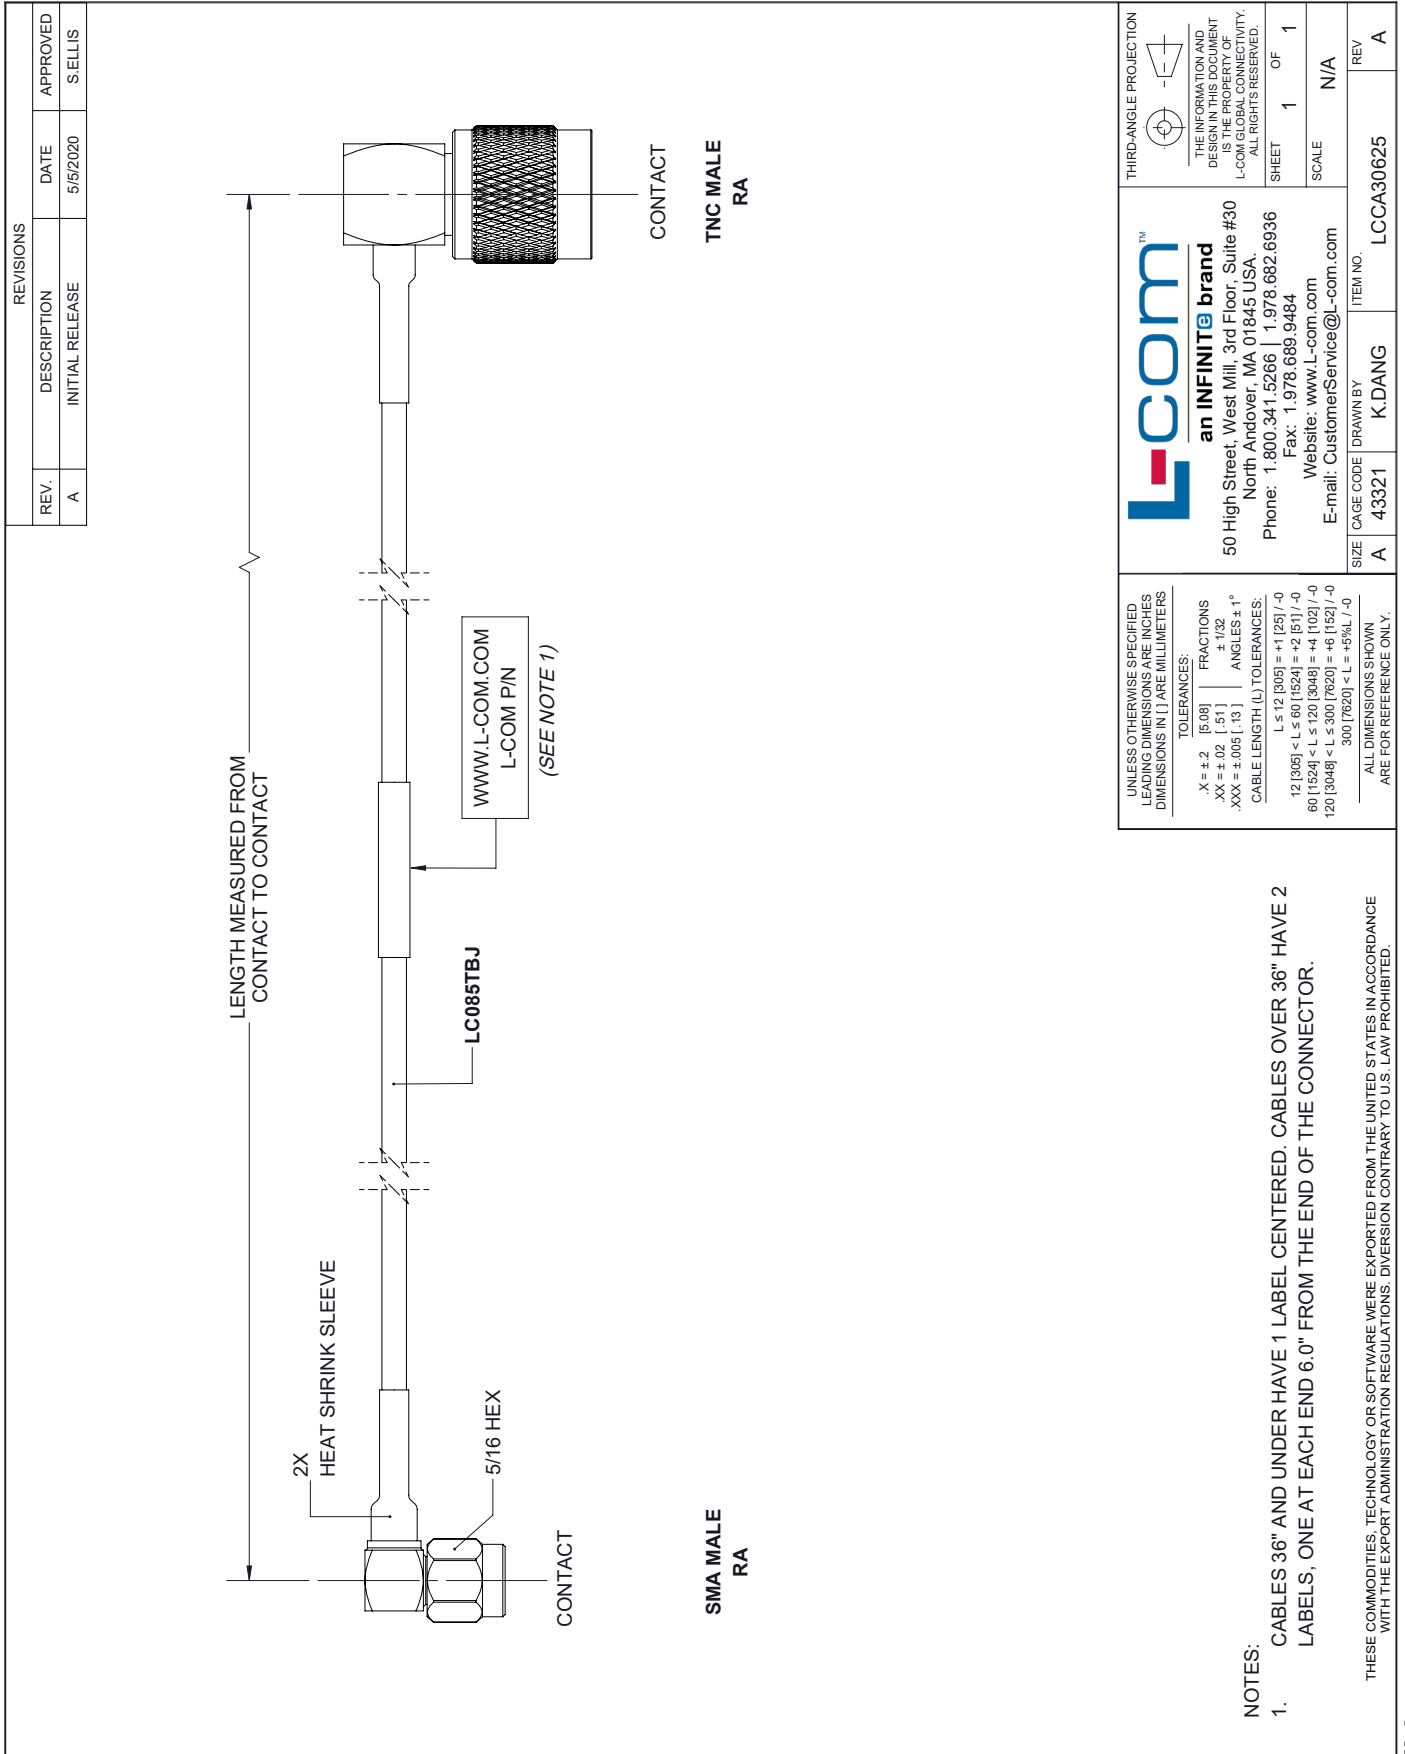 REVISIONS
REV. DESCRIPTION DATE APPROVED
A INITIAL RELEASE 5/5/2020 S.ELLIS
LENGTH MEASURED FROM
CONTACT TO CONTACT
2X
HEAT SHRINK SLEEVE
5/16 HEX
CONTACT
SMA MALE
RA
LC085TBJ
WWW.L-COM.COM
L-COM P/N
(SEE NOTE 1)
CONTACT
TNC MALE
RA
NOTES:
1. CABLES 36" AND UNDER HAVE 1 LABEL CENTERED. CABLES OVER 36" HAVE 2
LABELS, ONE AT EACH END 6.0" FROM THE END OF THE CONNECTOR.
THESE COMMODITIES, TECHNOLOGY OR SOFTWARE WERE EXPORTED FROM THE UNITED STATES IN ACCORDANCE
WITH THE EXPORT ADMINISTRATION REGULATIONS. DIVERSION CONTRARY TO U.S. LAW PROHIBITED.
UNLESS OTHERWISE SPECIFIED
LEADING DIMENSIONS ARE INCHES
DIMENSIONS IN [ ] ARE MILLIMETERS
TOLERANCES:
.X = ±.2 [5.08] FRACTIONS
.XX = ±.02 [.51] ± 1/32
.XXX = ±.005 [.13] ANGLES ± 1°
CABLE LENGTH (L) TOLERANCES:
L ≤ 12 [305] = +1 [25] / -0
12 [305] < L ≤ 60 [1524] = +2 [51] / -0
60 [1524] < L ≤ 120 [3048] = +4 [102] / -0
120 [3048] < L ≤ 300 [7620] = +6 [152] / -0
300 [7620] < L = +5%L / -0
ALL DIMENSIONS SHOWN
ARE FOR REFERENCE ONLY.
L-com™
an INFINITe brand
50 High Street, West Mill, 3rd Floor, Suite #30
North Andover, MA 01845 USA.
Phone: 1.800.341.5266 | 1.978.682.6936
Fax: 1.978.689.9484
Website: www.L-com.com
E-mail: CustomerService@L-com.com
THIRD-ANGLE PROJECTION
THE INFORMATION AND
DESIGN IN THIS DOCUMENT
IS THE PROPERTY OF
L-COM GLOBAL CONNECTIVITY.
ALL RIGHTS RESERVED.
SHEET 1 OF 1
SCALE N/A
SIZE A
CAGE CODE 43321
DRAWN BY K.DANG
ITEM NO. LCCA30625
REV A